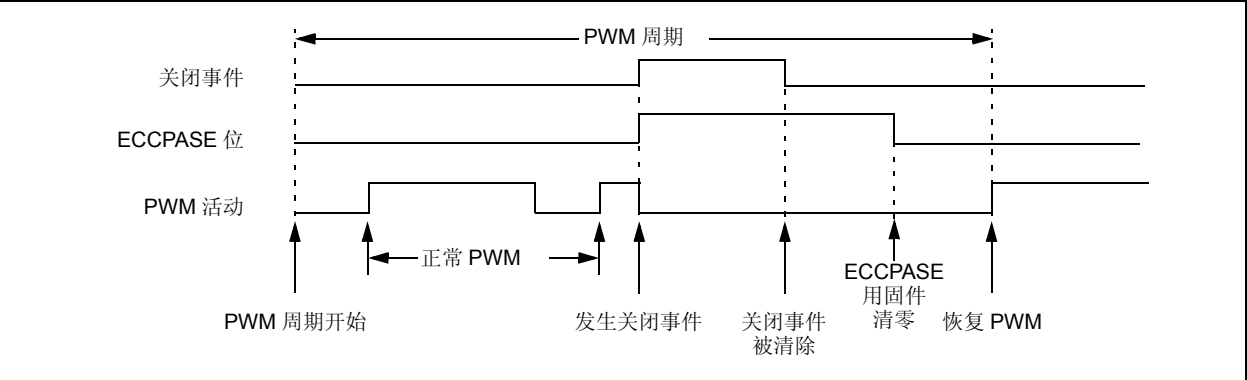 PWM 周期
关闭事件
ECCPASE 位
PWM 活动
正常 PWM
PWM 周期开始
发生关闭事件
关闭事件
被清除
ECCPASE
用固件
清零
恢复 PWM